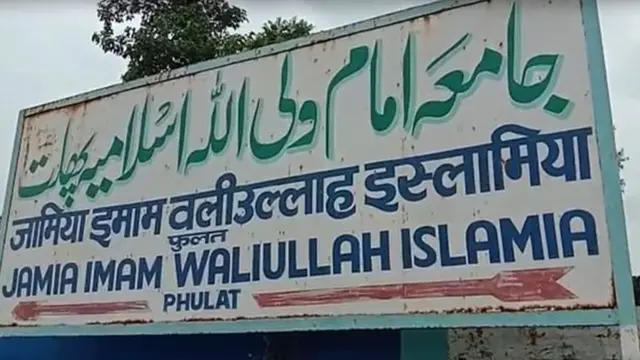 جامعہ امام ولی اللہ اسلامیہ پھلت
जामिया इमाम वलीउल्लाह इस्लामिया
फुलत
JAMIA IMAM WALIULLAH ISLAMIA
PHULAT